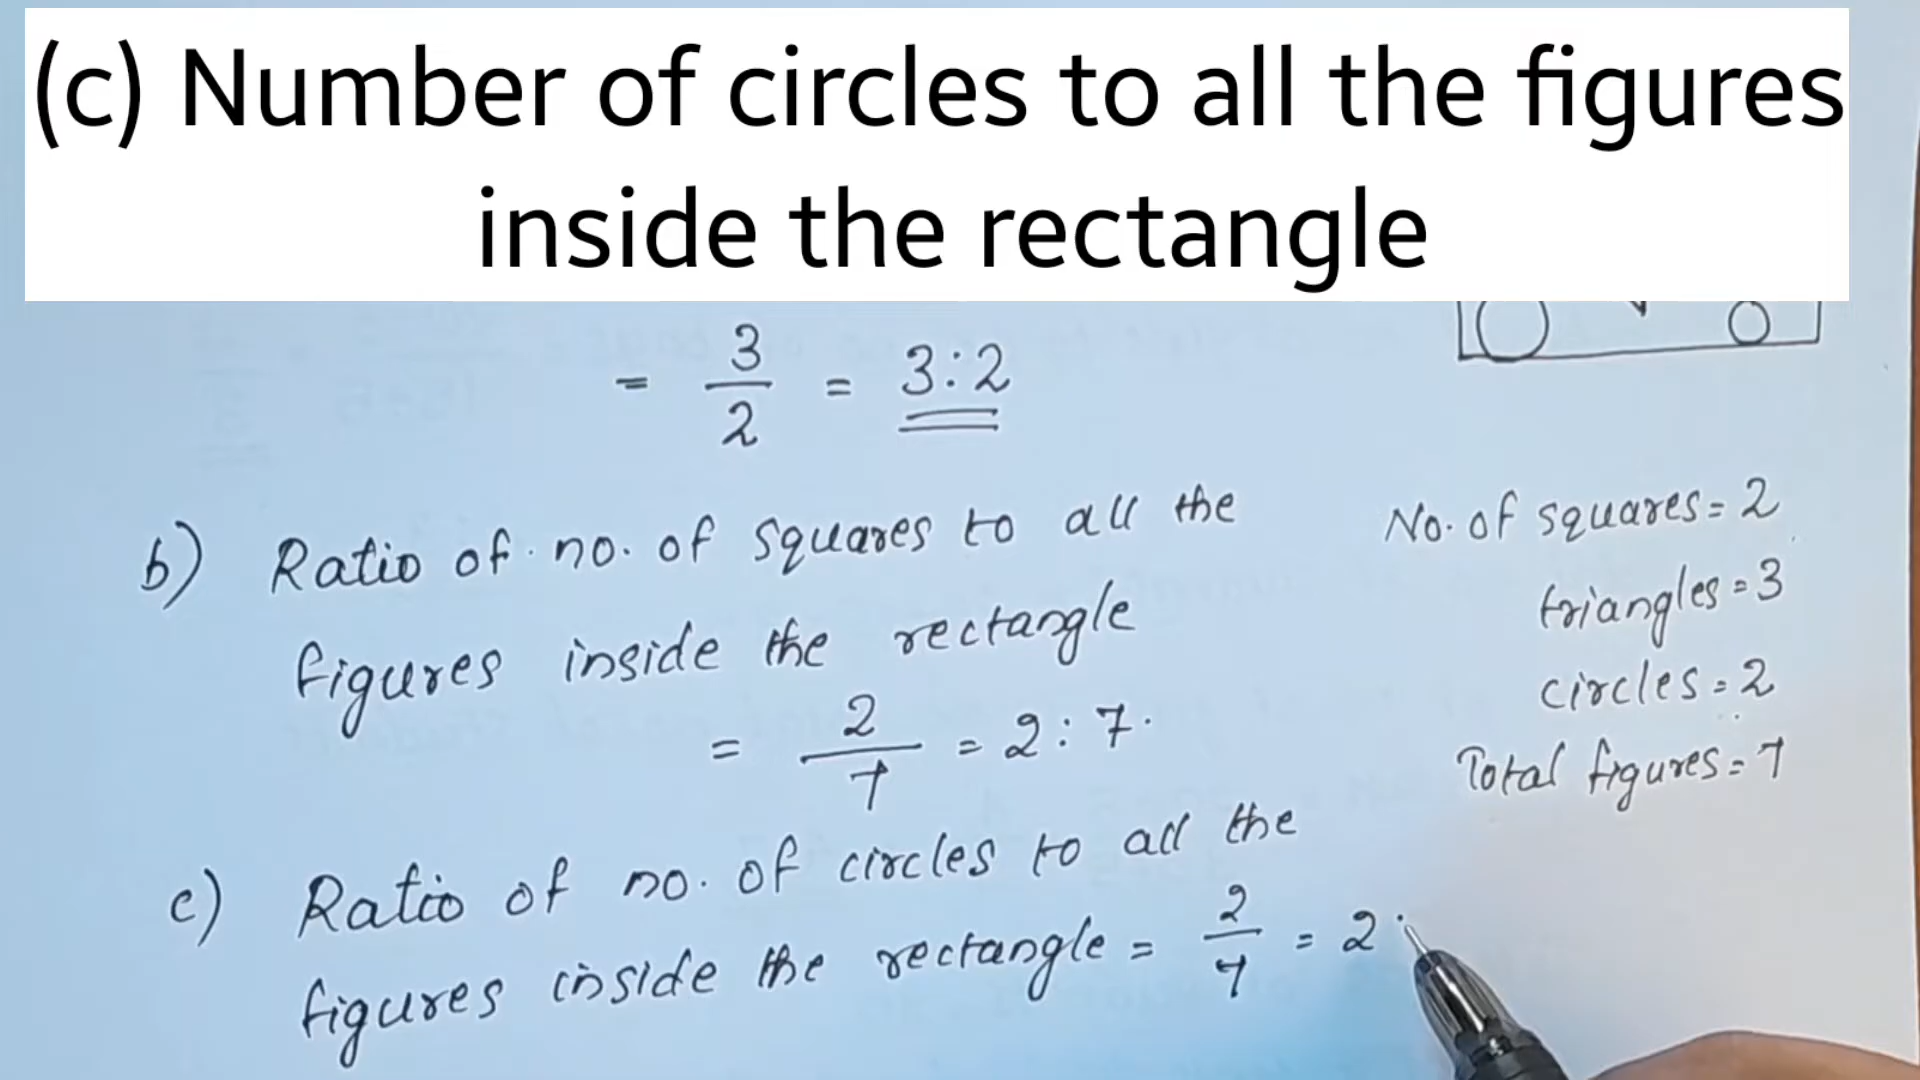 (c) Number of circles to all the figures
inside the rectangle
= 3/2 = 3:2
b) Ratio of no. of squares to all the
figures inside the rectangle
= 2/7 = 2:7.
No. of squares = 2
triangles = 3
circles = 2
Total figures = 7
c) Ratio of no. of circles to all the
figures inside the rectangle = 2/7 = 2